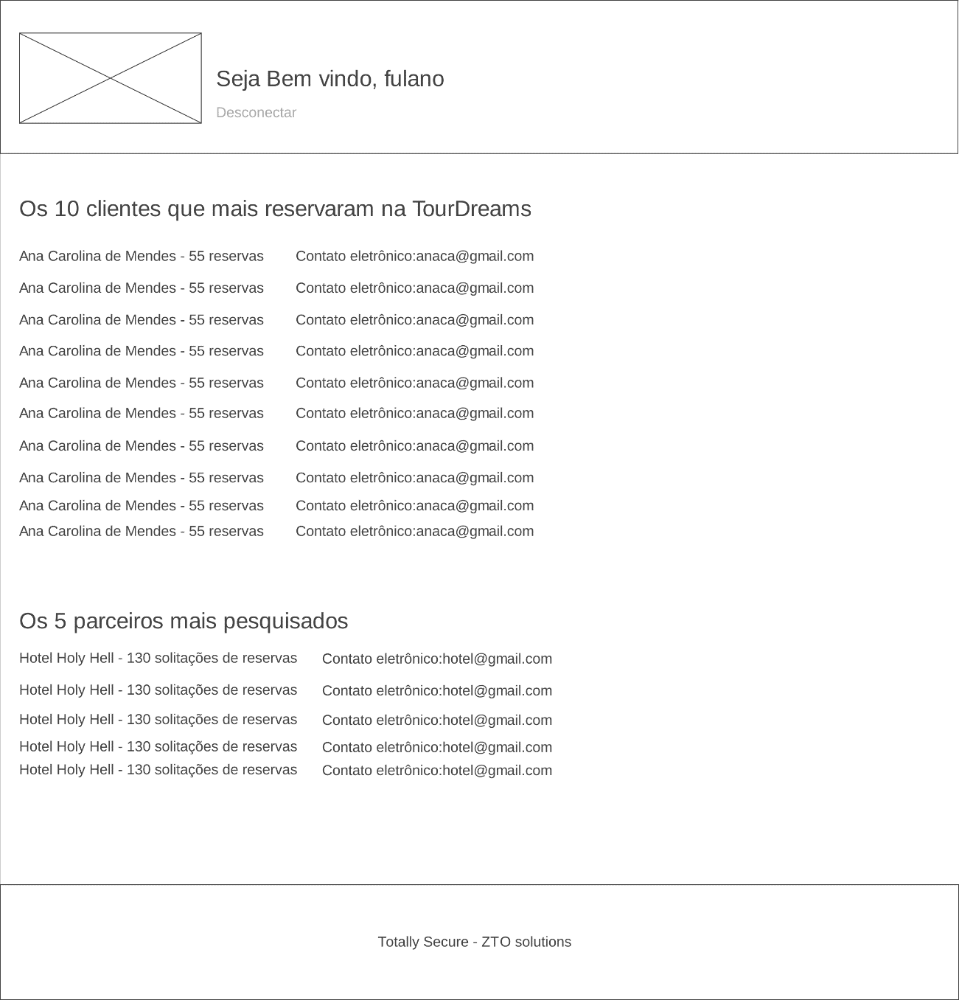 Seja Bem vindo, fulano
Desconectar
Os 10 clientes que mais reservaram na TourDreams
Ana Carolina de Mendes - 55 reservas Contato eletrônico:anaca@gmail.com
Ana Carolina de Mendes - 55 reservas Contato eletrônico:anaca@gmail.com
Ana Carolina de Mendes - 55 reservas Contato eletrônico:anaca@gmail.com
Ana Carolina de Mendes - 55 reservas Contato eletrônico:anaca@gmail.com
Ana Carolina de Mendes - 55 reservas Contato eletrônico:anaca@gmail.com
Ana Carolina de Mendes - 55 reservas Contato eletrônico:anaca@gmail.com
Ana Carolina de Mendes - 55 reservas Contato eletrônico:anaca@gmail.com
Ana Carolina de Mendes - 55 reservas Contato eletrônico:anaca@gmail.com
Ana Carolina de Mendes - 55 reservas Contato eletrônico:anaca@gmail.com
Ana Carolina de Mendes - 55 reservas Contato eletrônico:anaca@gmail.com
Os 5 parceiros mais pesquisados
Hotel Holy Hell - 130 solitações de reservas Contato eletrônico:hotel@gmail.com
Hotel Holy Hell - 130 solitações de reservas Contato eletrônico:hotel@gmail.com
Hotel Holy Hell - 130 solitações de reservas Contato eletrônico:hotel@gmail.com
Hotel Holy Hell - 130 solitações de reservas Contato eletrônico:hotel@gmail.com
Hotel Holy Hell - 130 solitações de reservas Contato eletrônico:hotel@gmail.com
Totally Secure - ZTO solutions